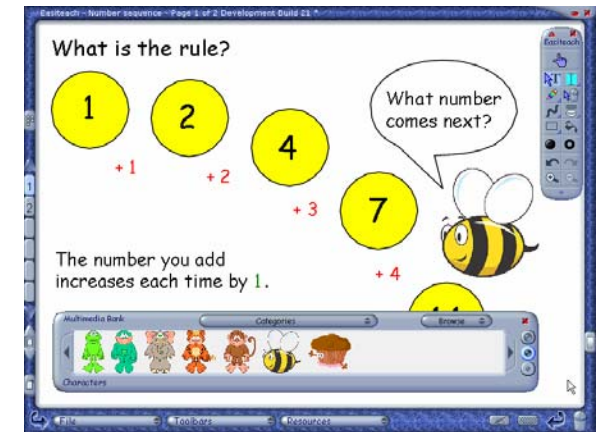 Easiteach - Number sequence - Page 1 of 2 Development Build 21 *
What is the rule?
Easiteach
1
2
4
7
What number
comes next?
T
+ 1
+ 2
+ 3
+ 4
The number you add
increases each time by 1.
1
2
Multimedia Bank
Categories
Browse
Characters
File
Toolbars
Resources